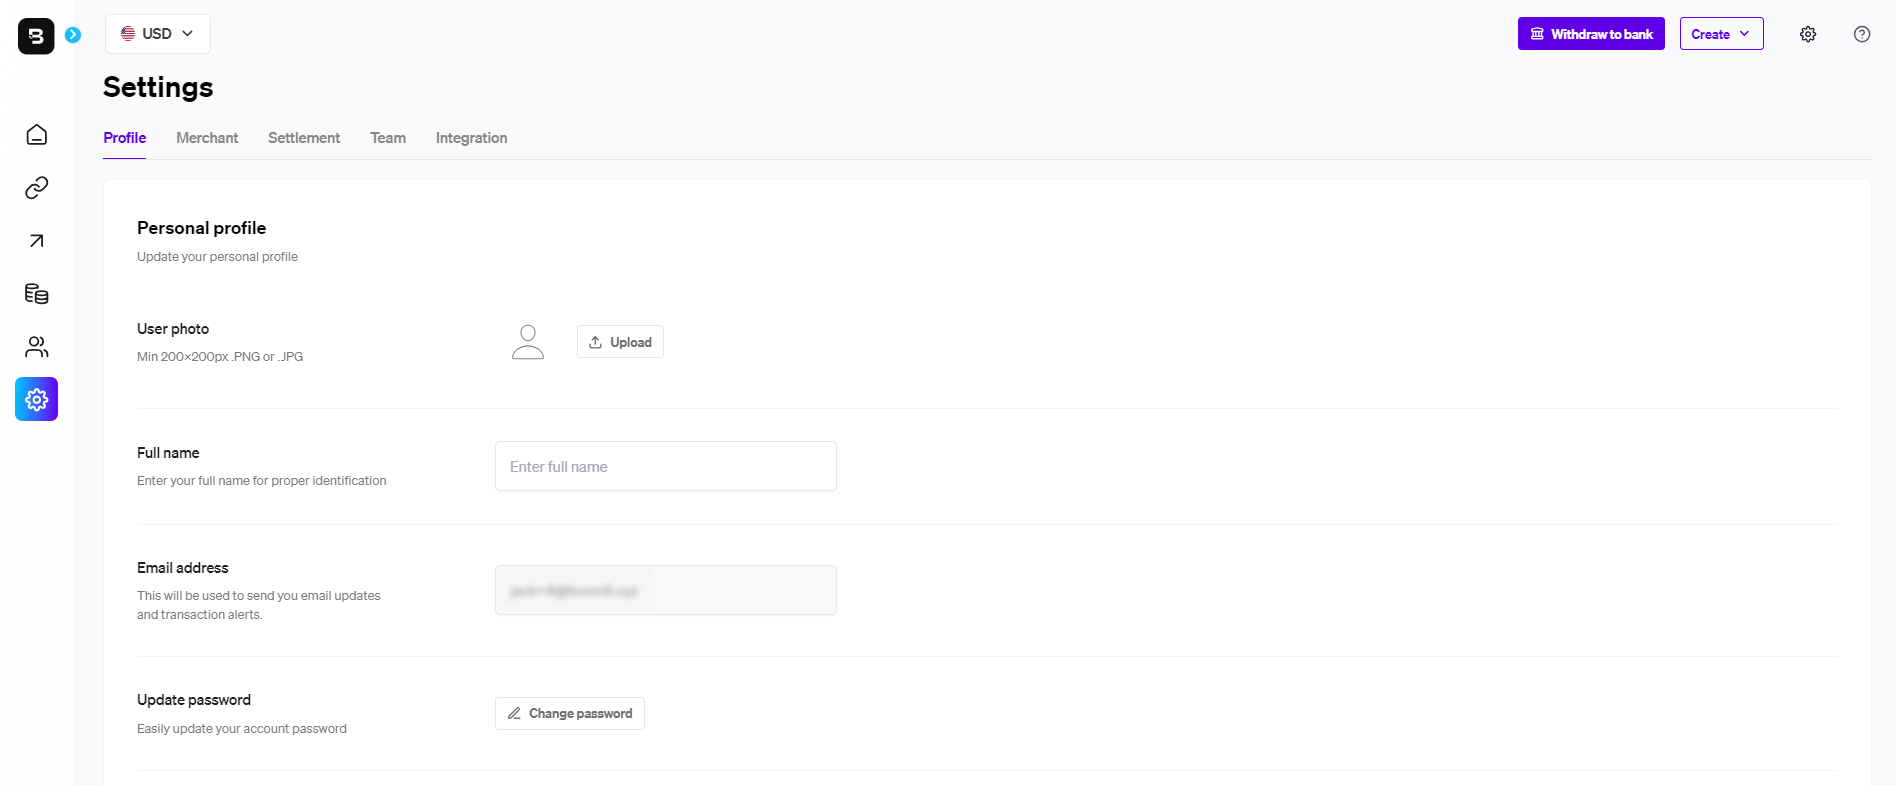 USD
Withdraw to bank
Create
Settings
Profile
Merchant
Settlement
Team
Integration
Personal profile
Update your personal profile
User photo
Min 200x200px .PNG or .JPG
Upload
Full name
Enter your full name for proper identification
Enter full name
Email address
This will be used to send you email updates
and transaction alerts.
Update password
Easily update your account password
Change password